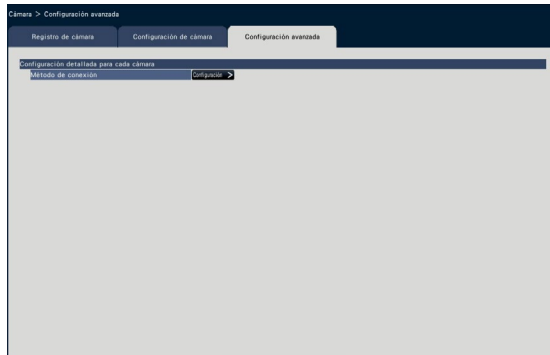 Cámara > Configuración avanzada
Registro de cámara Configuración de cámara Configuración avanzada
Configuración detallada para cada cámara
Método de conexión Configuración >